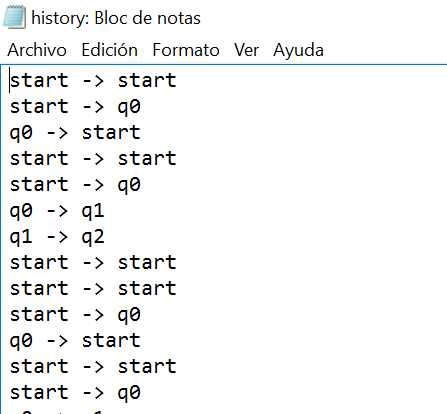 history: Bloc de notas
Archivo Edición Formato Ver Ayuda
start -> start
start -> q0
q0 -> start
start -> start
start -> q0
q0 -> q1
q1 -> q2
start -> start
start -> start
start -> q0
q0 -> start
start -> start
start -> q0